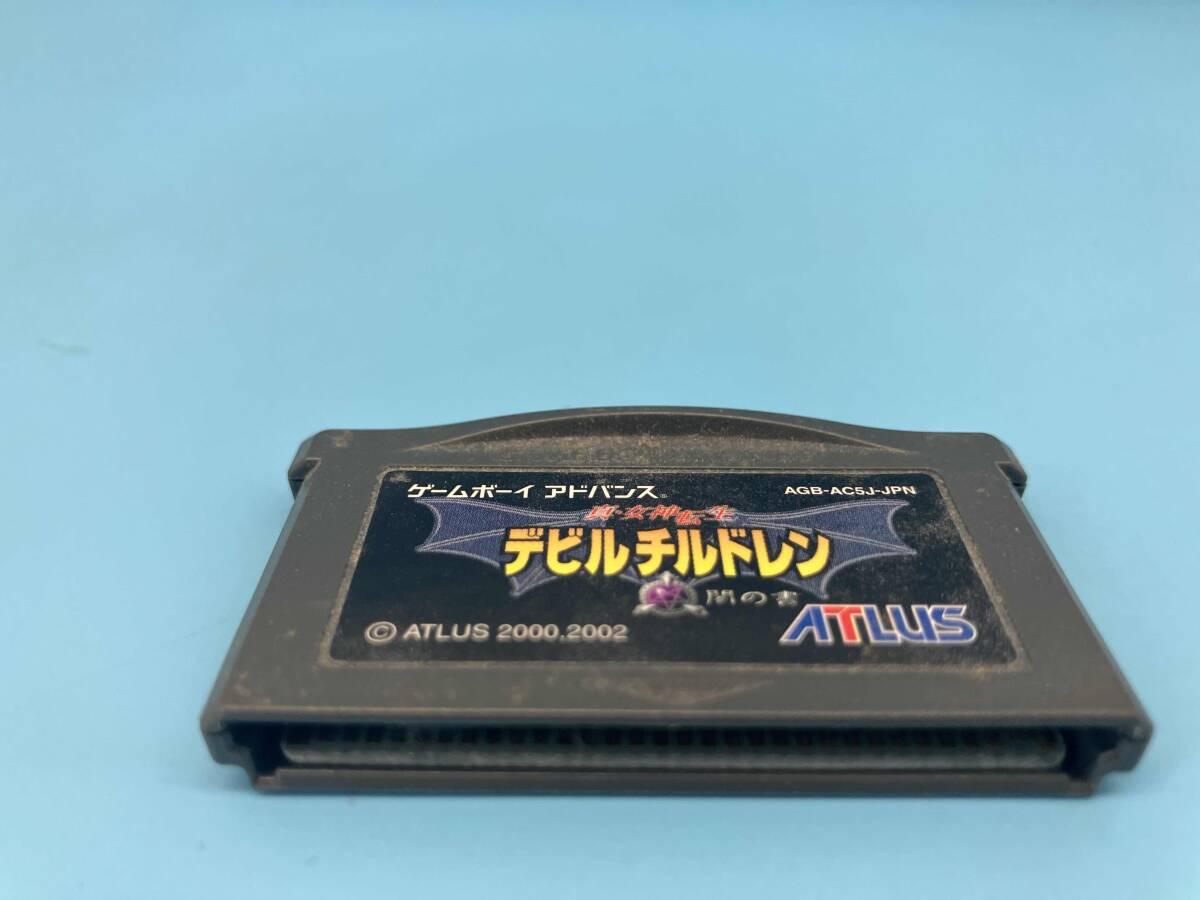 ゲームボーイ アドバンス®
AGB-AC5J-JPN
真・女神転生
デビルチルドレン
闇の書
© ATLUS 2000.2002
ATLUS